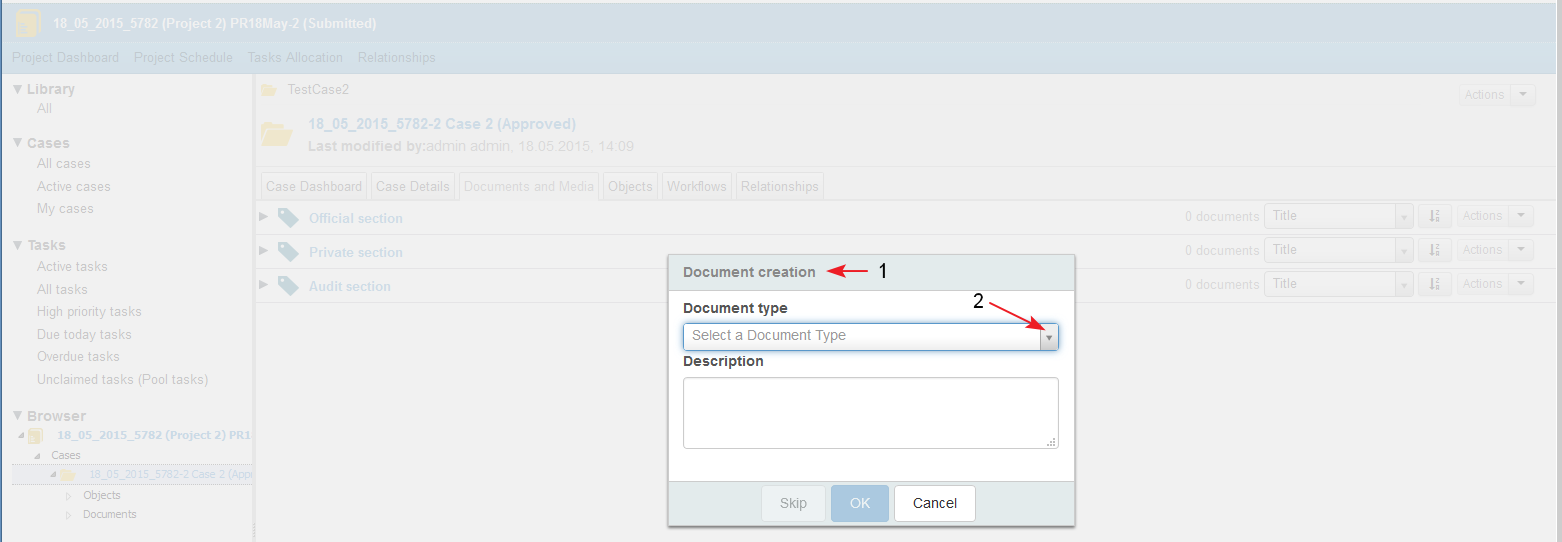 18_05_2015_5782 (Project 2) PR18May-2 (Submitted)
Project Dashboard Project Schedule Tasks Allocation Relationships
Library
All
Cases
All cases
Active cases
My cases
Tasks
Active tasks
All tasks
High priority tasks
Due today tasks
Overdue tasks
Unclaimed tasks (Pool tasks)
Browser
18_05_2015_5782 (Project 2) PR1
Cases
18_05_2015_5782-2 Case 2 (App
Objects
Documents
TestCase2
Actions
18_05_2015_5782-2 Case 2 (Approved)
Last modified by:admin admin. 18.05.2015. 14:09
Case Dashboard Case Details Documents and Media Objects Workflows Relationships
Official section 0 documents Title Actions
Private section 0 documents Title Actions
Audit section 0 documents Title Actions
Document creation 1
2
Document type
Select a Document Type
Description
Skip OK Cancel